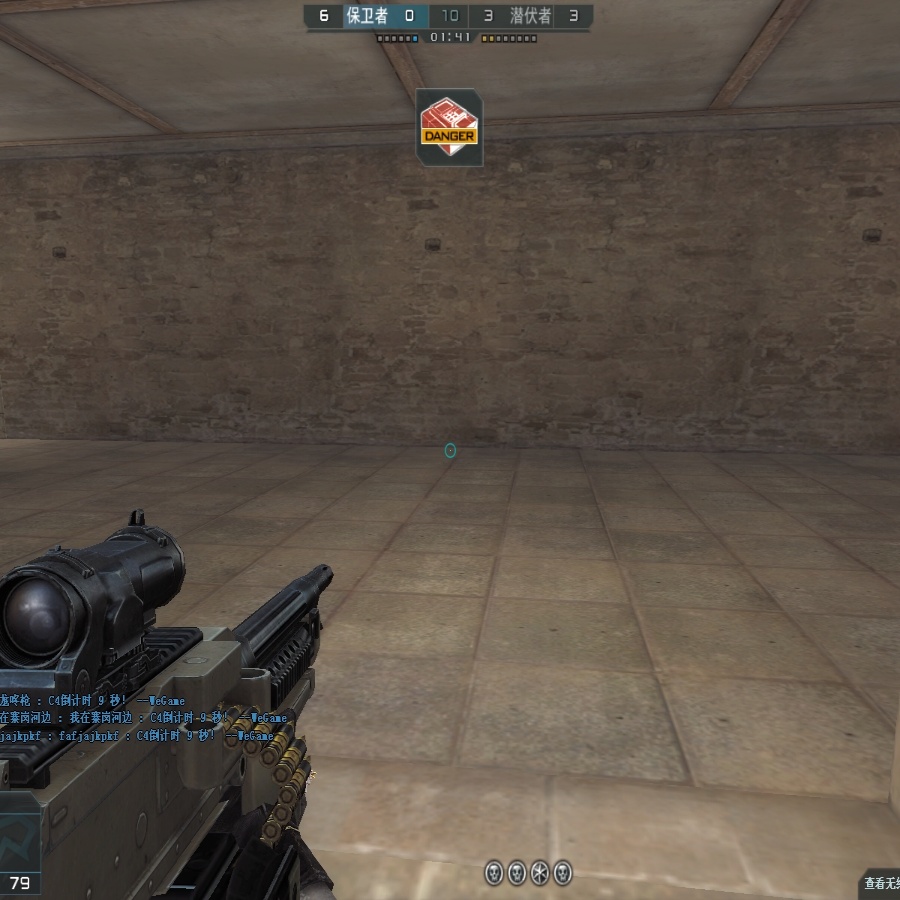 6 保卫者 0 10 3 潜伏者 3
01:41
DANGER
咚枪 : C4倒计时 9 秒! --WeGame
在寨岗河边 : 我在寨岗河边 : C4倒计时 9 秒! --WeGame
jajkpkf : fafjajkpkf : C4倒计时 9 秒! --WeGame
79
查看无